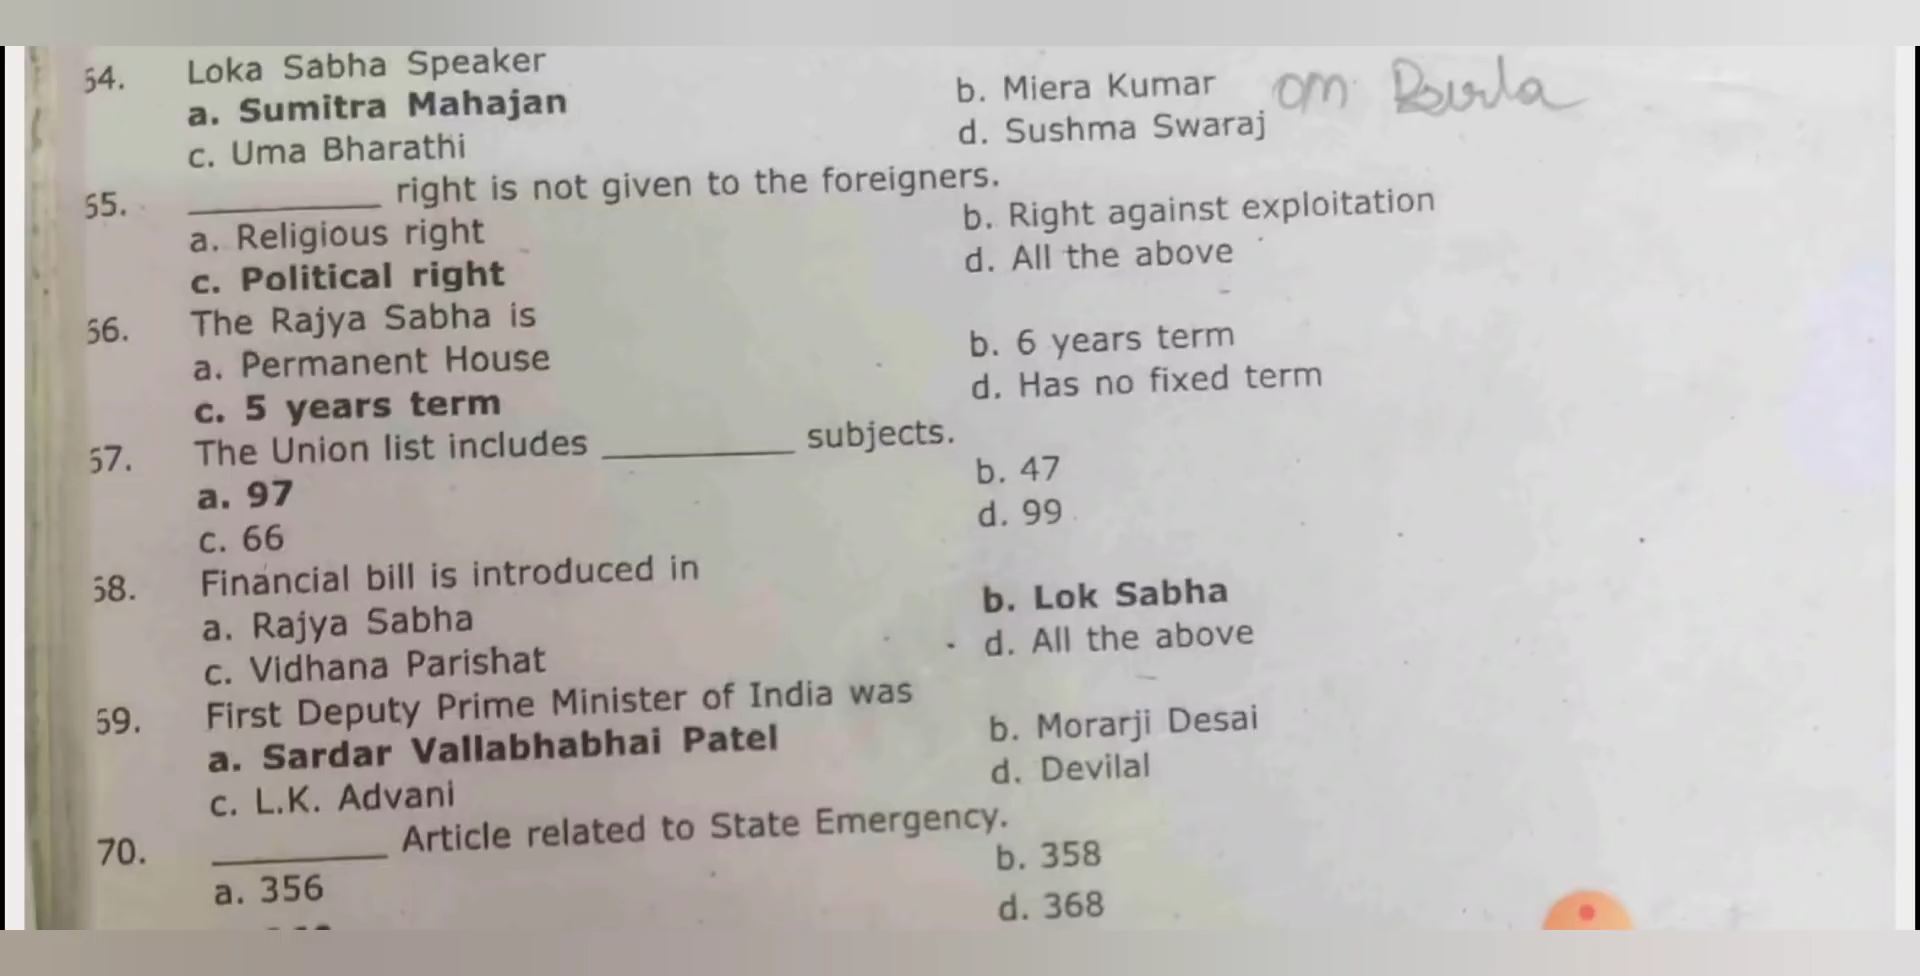 54. Loka Sabha Speaker
a. Sumitra Mahajan
b. Miera Kumar om Burla
c. Uma Bharathi
d. Sushma Swaraj
55. ________ right is not given to the foreigners.
a. Religious right
b. Right against exploitation
c. Political right
d. All the above
56. The Rajya Sabha is
a. Permanent House
b. 6 years term
c. 5 years term
d. Has no fixed term
57. The Union list includes ________ subjects.
a. 97
b. 47
c. 66
d. 99
58. Financial bill is introduced in
a. Rajya Sabha
b. Lok Sabha
c. Vidhana Parishat
d. All the above
59. First Deputy Prime Minister of India was
a. Sardar Vallabhabhai Patel
b. Morarji Desai
c. L.K. Advani
d. Devilal
70. ________ Article related to State Emergency.
a. 356
b. 358
d. 368